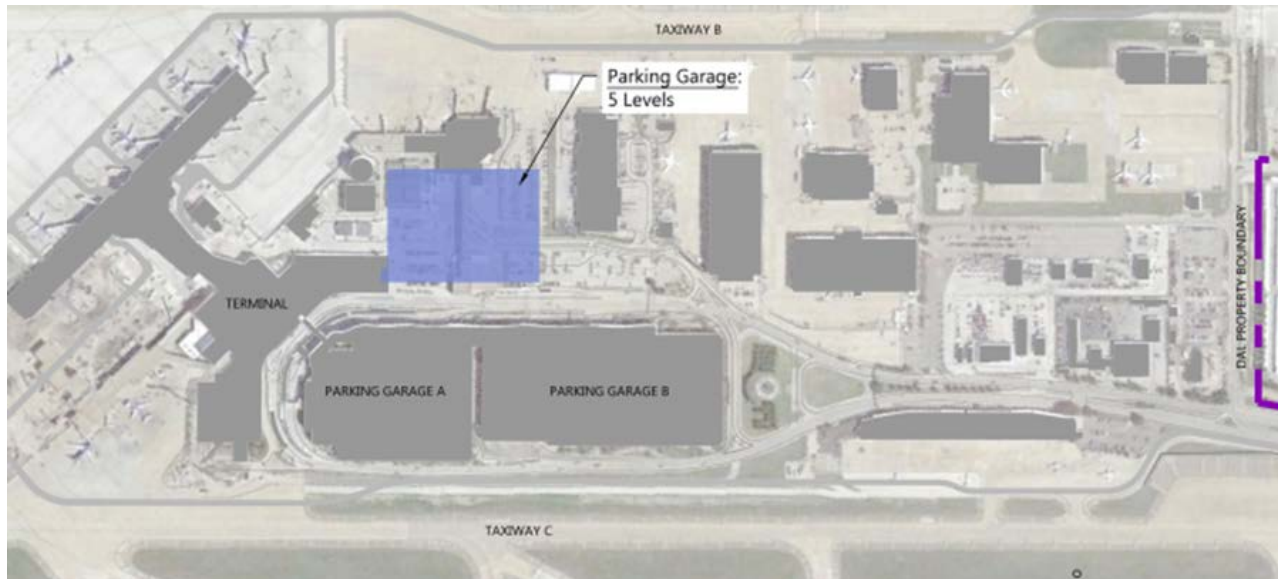 TAXIWAY B
Parking Garage:
5 Levels
TERMINAL
PARKING GARAGE A
PARKING GARAGE B
DAL PROPERTY BOUNDARY
TAXIWAY C